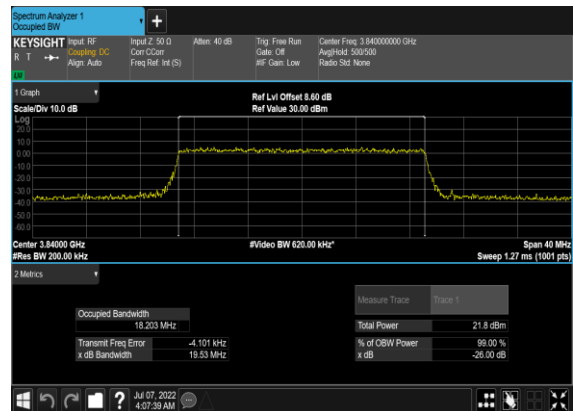 Spectrum Analyzer 1
Occupied BW
+
KEYSIGHT Input: RF Input Z: 50 Ω Atten: 40 dB Trig: Free Run Center Freq: 3.840000000 GHz
R T Coupling: DC Corr CCorr Gate: Off Avg|Hold: 500/500
Align: Auto Freq Ref: Int (S) #IF Gain: Low Radio Std: None
1 Graph
Ref Lvl Offset 8.60 dB
Scale/Div 10.0 dB Ref Value 30.00 dBm
Log
20.0
10.0
0.00
-10.0
-20.0
-30.0
-40.0
-50.0
-60.0
Center 3.84000 GHz #Video BW 620.00 kHz* Span 40 MHz
#Res BW 200.00 kHz Sweep 1.27 ms (1001 pts)
2 Metrics
Measure Trace Trace 1
Occupied Bandwidth
18.203 MHz Total Power 21.8 dBm
Transmit Freq Error -4.101 kHz % of OBW Power 99.00 %
x dB Bandwidth 19.53 MHz x dB -26.00 dB
? Jul 07, 2022
4:07:39 AM